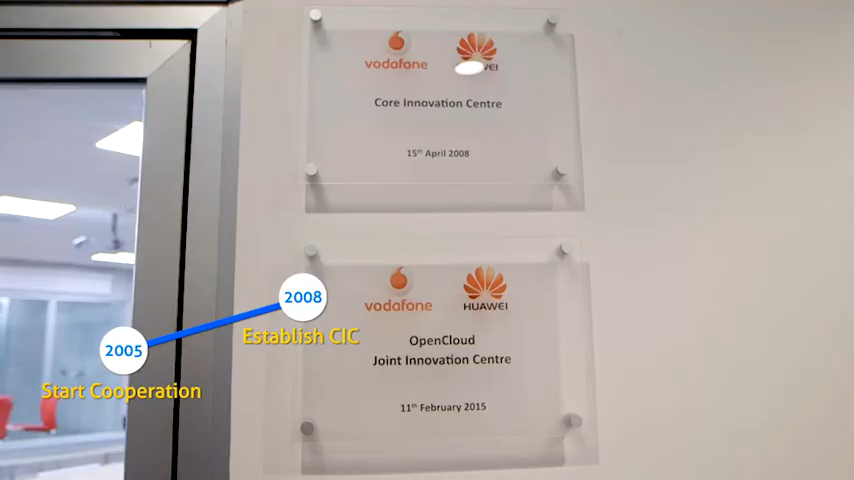 vodafone
Core Innovation Centre
15th April 2008
vodafone HUAWEI
OpenCloud
Joint Innovation Centre
11th February 2015
2008
Establish CIC
2005
Start Cooperation